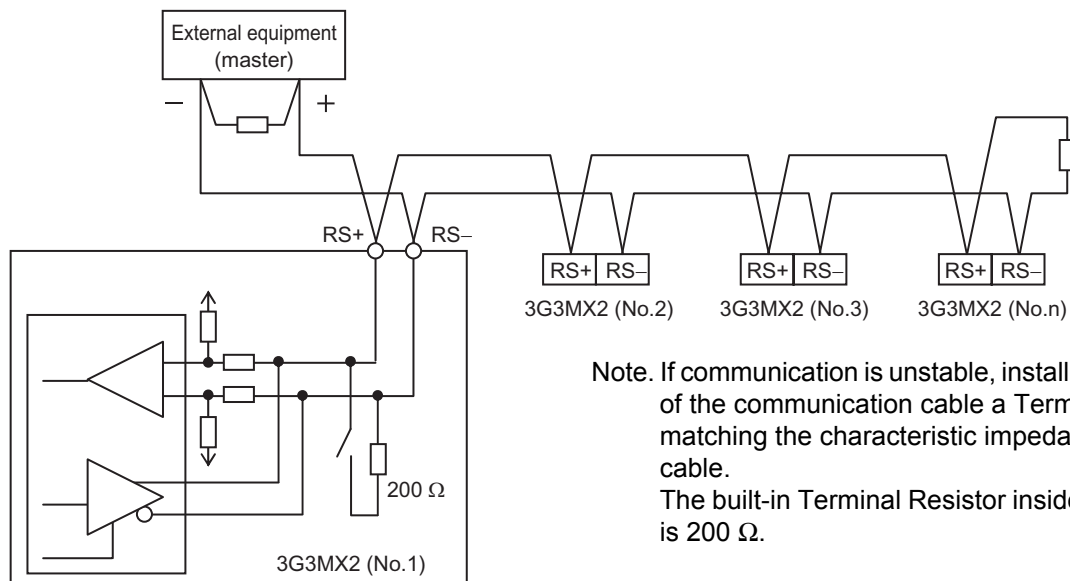 External equipment
(master)
− +
RS+ RS−
RS+ RS− RS+ RS− RS+ RS−
3G3MX2 (No.2) 3G3MX2 (No.3) 3G3MX2 (No.n)
200 Ω
3G3MX2 (No.1)
Note. If communication is unstable, install
of the communication cable a Term
matching the characteristic impeda
cable.
The built-in Terminal Resistor inside
is 200 Ω.